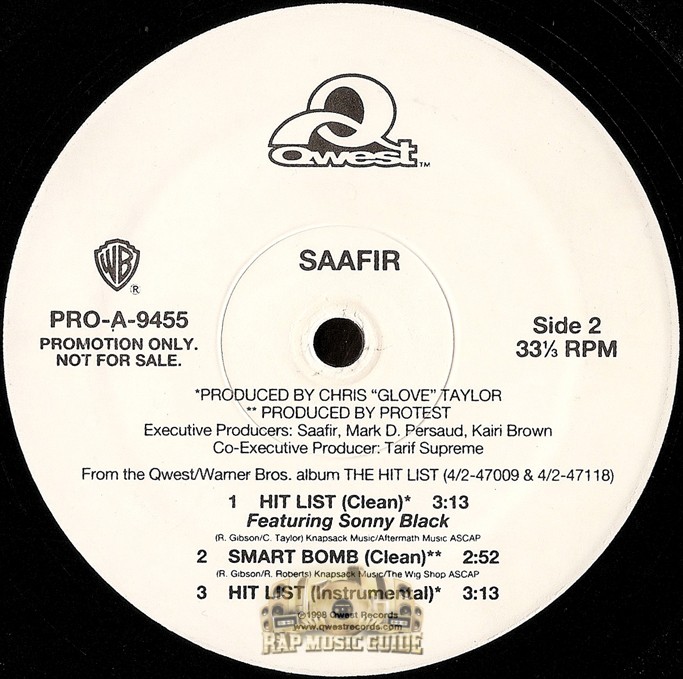 Qwest™
SAAFIR
WB
®
PRO-A-9455
PROMOTION ONLY.
NOT FOR SALE.
Side 2
33⅓ RPM
*PRODUCED BY CHRIS “GLOVE” TAYLOR
** PRODUCED BY PROTEST
Executive Producers: Saafir, Mark D. Persaud, Kairi Brown
Co-Executive Producer: Tarif Supreme
From the Qwest/Warner Bros. album THE HIT LIST (4/2-47009 & 4/2-47118)
1 HIT LIST (Clean)* 3:13
Featuring Sonny Black
(R. Gibson/C. Taylor) Knapsack Music/Aftermath Music ASCAP
2 SMART BOMB (Clean)** 2:52
(R. Gibson/R. Roberts) Knapsack Music/The Wig Shop ASCAP
3 HIT LIST (Instrumental)* 3:13
℗1998 Qwest Records
www.qwestrecords.com
RAP MUSIC GUIDE